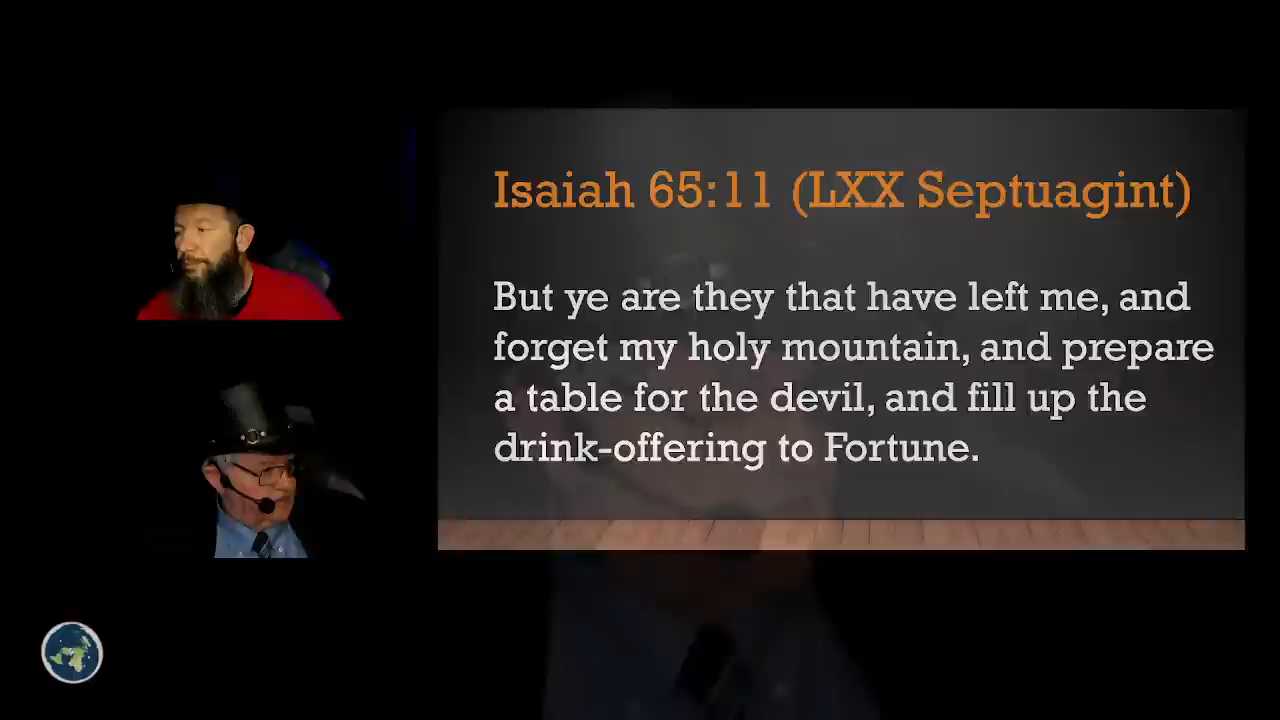 Isaiah 65:11 (LXX Septuagint)
But ye are they that have left me, and
forget my holy mountain, and prepare
a table for the devil, and fill up the
drink-offering to Fortune.